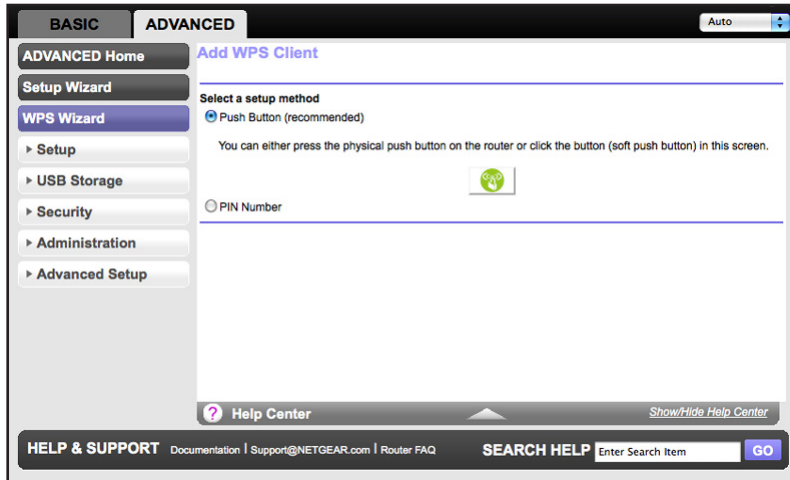 BASIC
ADVANCED
Auto
ADVANCED Home
Setup Wizard
WPS Wizard
Setup
USB Storage
Security
Administration
Advanced Setup
Add WPS Client
Select a setup method
Push Button (recommended)
You can either press the physical push button on the router or click the button (soft push button) in this screen.
PIN Number
? Help Center
Show/Hide Help Center
HELP & SUPPORT Documentation | Support@NETGEAR.com | Router FAQ
SEARCH HELP Enter Search Item GO